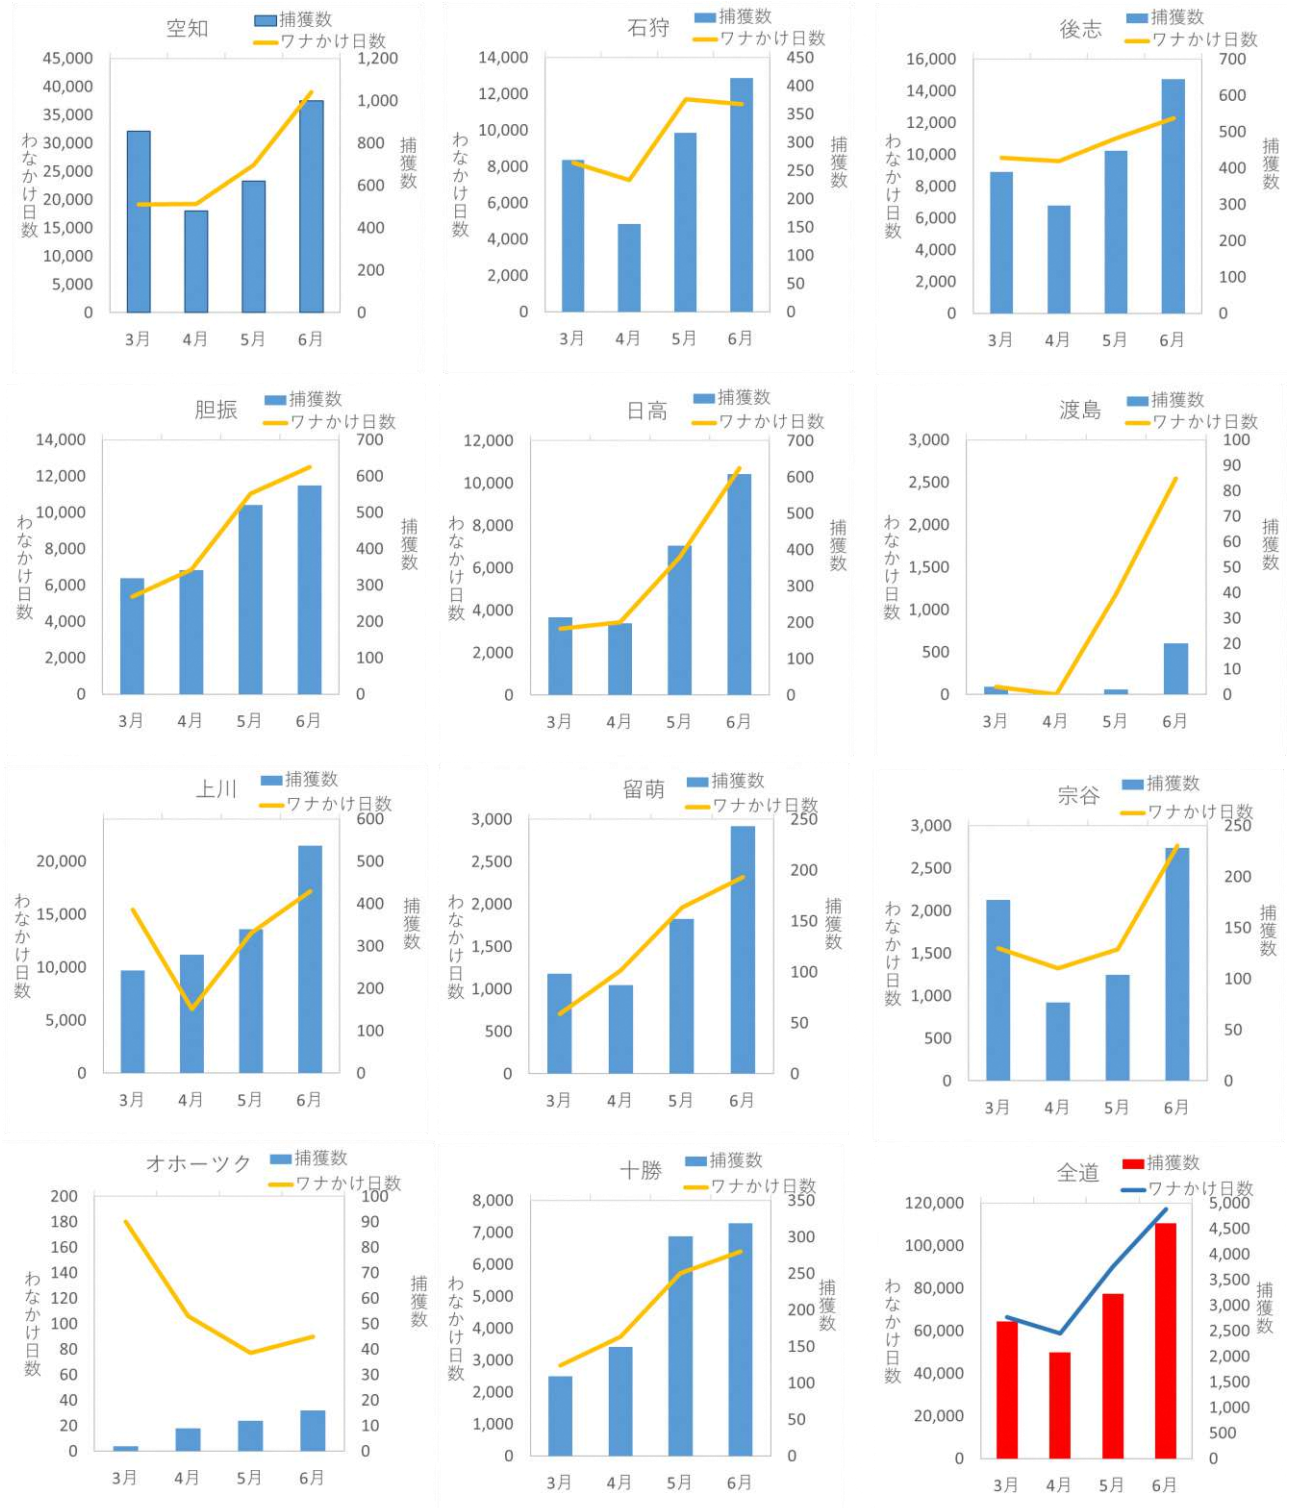 空知
捕獲数
ワナかけ日数
45,000
40,000
35,000
30,000
25,000
20,000
15,000
10,000
5,000
0
わなかけ日数
1,200
1,000
800
600
400
200
0
捕獲数
3月 4月 5月 6月
石狩
捕獲数
ワナかけ日数
14,000
12,000
10,000
8,000
6,000
4,000
2,000
0
わなかけ日数
450
400
350
300
250
200
150
100
50
0
捕獲数
3月 4月 5月 6月
後志
捕獲数
ワナかけ日数
16,000
14,000
12,000
10,000
8,000
6,000
4,000
2,000
0
わなかけ日数
700
600
500
400
300
200
100
0
捕獲数
3月 4月 5月 6月
胆振
捕獲数
ワナかけ日数
14,000
12,000
10,000
8,000
6,000
4,000
2,000
0
わなかけ日数
700
600
500
400
300
200
100
0
捕獲数
3月 4月 5月 6月
日高
捕獲数
ワナかけ日数
12,000
10,000
8,000
6,000
4,000
2,000
0
わなかけ日数
700
600
500
400
300
200
100
0
捕獲数
3月 4月 5月 6月
渡島
捕獲数
ワナかけ日数
3,000
2,500
2,000
1,500
1,000
500
0
わなかけ日数
100
90
80
70
60
50
40
30
20
10
0
捕獲数
3月 4月 5月 6月
上川
捕獲数
ワナかけ日数
20,000
15,000
10,000
5,000
0
わなかけ日数
600
500
400
300
200
100
0
捕獲数
3月 4月 5月 6月
留萌
捕獲数
ワナかけ日数
3,000
2,500
2,000
1,500
1,000
500
0
わなかけ日数
250
200
150
100
50
0
捕獲数
3月 4月 5月 6月
宗谷
捕獲数
ワナかけ日数
3,000
2,500
2,000
1,500
1,000
500
0
わなかけ日数
250
200
150
100
50
0
捕獲数
3月 4月 5月 6月
オホーツク
捕獲数
ワナかけ日数
200
180
160
140
120
100
80
60
40
20
0
わなかけ日数
100
90
80
70
60
50
40
30
20
10
0
捕獲数
3月 4月 5月 6月
十勝
捕獲数
ワナかけ日数
8,000
7,000
6,000
5,000
4,000
3,000
2,000
1,000
0
わなかけ日数
350
300
250
200
150
100
50
0
捕獲数
3月 4月 5月 6月
全道
捕獲数
ワナかけ日数
120,000
100,000
80,000
60,000
40,000
20,000
0
わなかけ日数
5,000
4,500
4,000
3,500
3,000
2,500
2,000
1,500
1,000
500
0
捕獲数
3月 4月 5月 6月